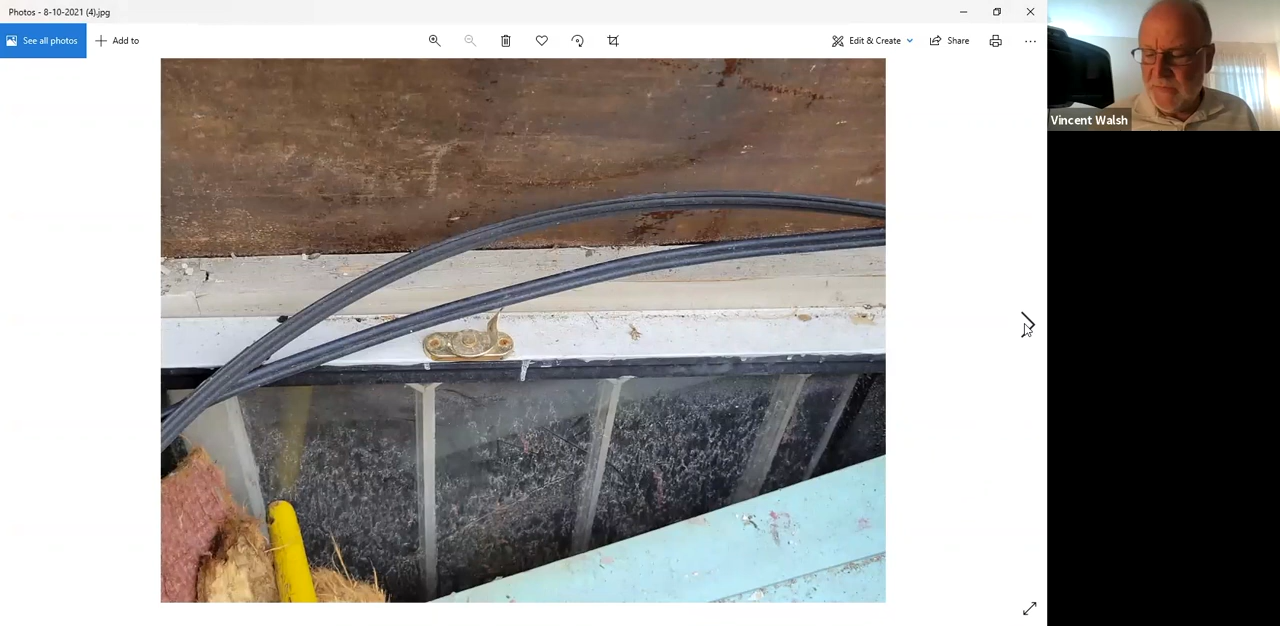 Photos - 8-10-2021 (4).jpg
See all photos
Add to
Edit & Create
Share
Vincent Walsh